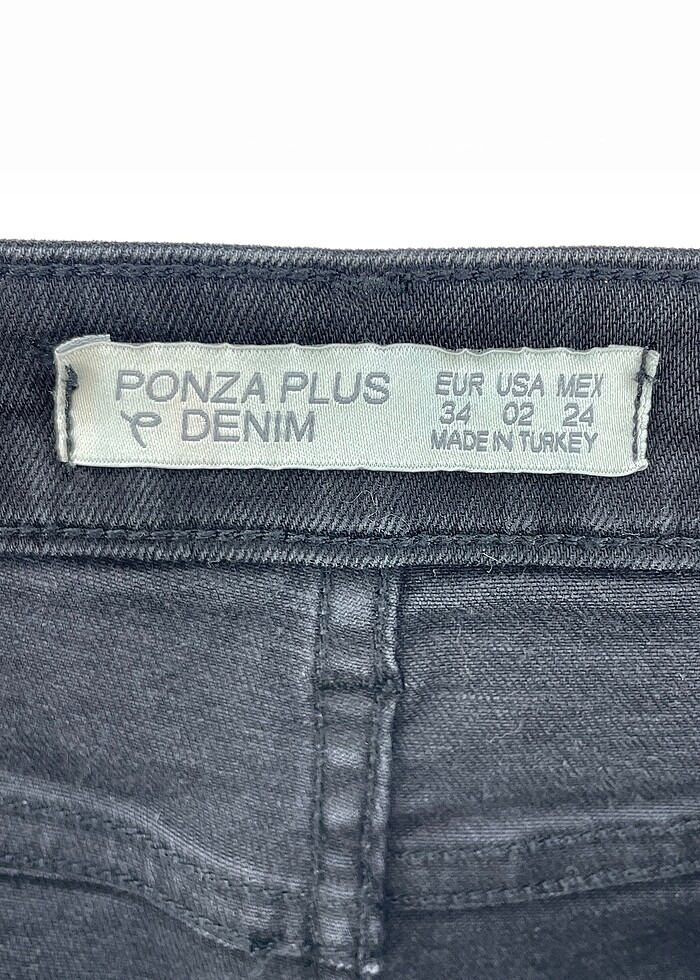 PONZA PLUS
DENIM
EUR USA MEX
34 02 24
MADE IN TURKEY